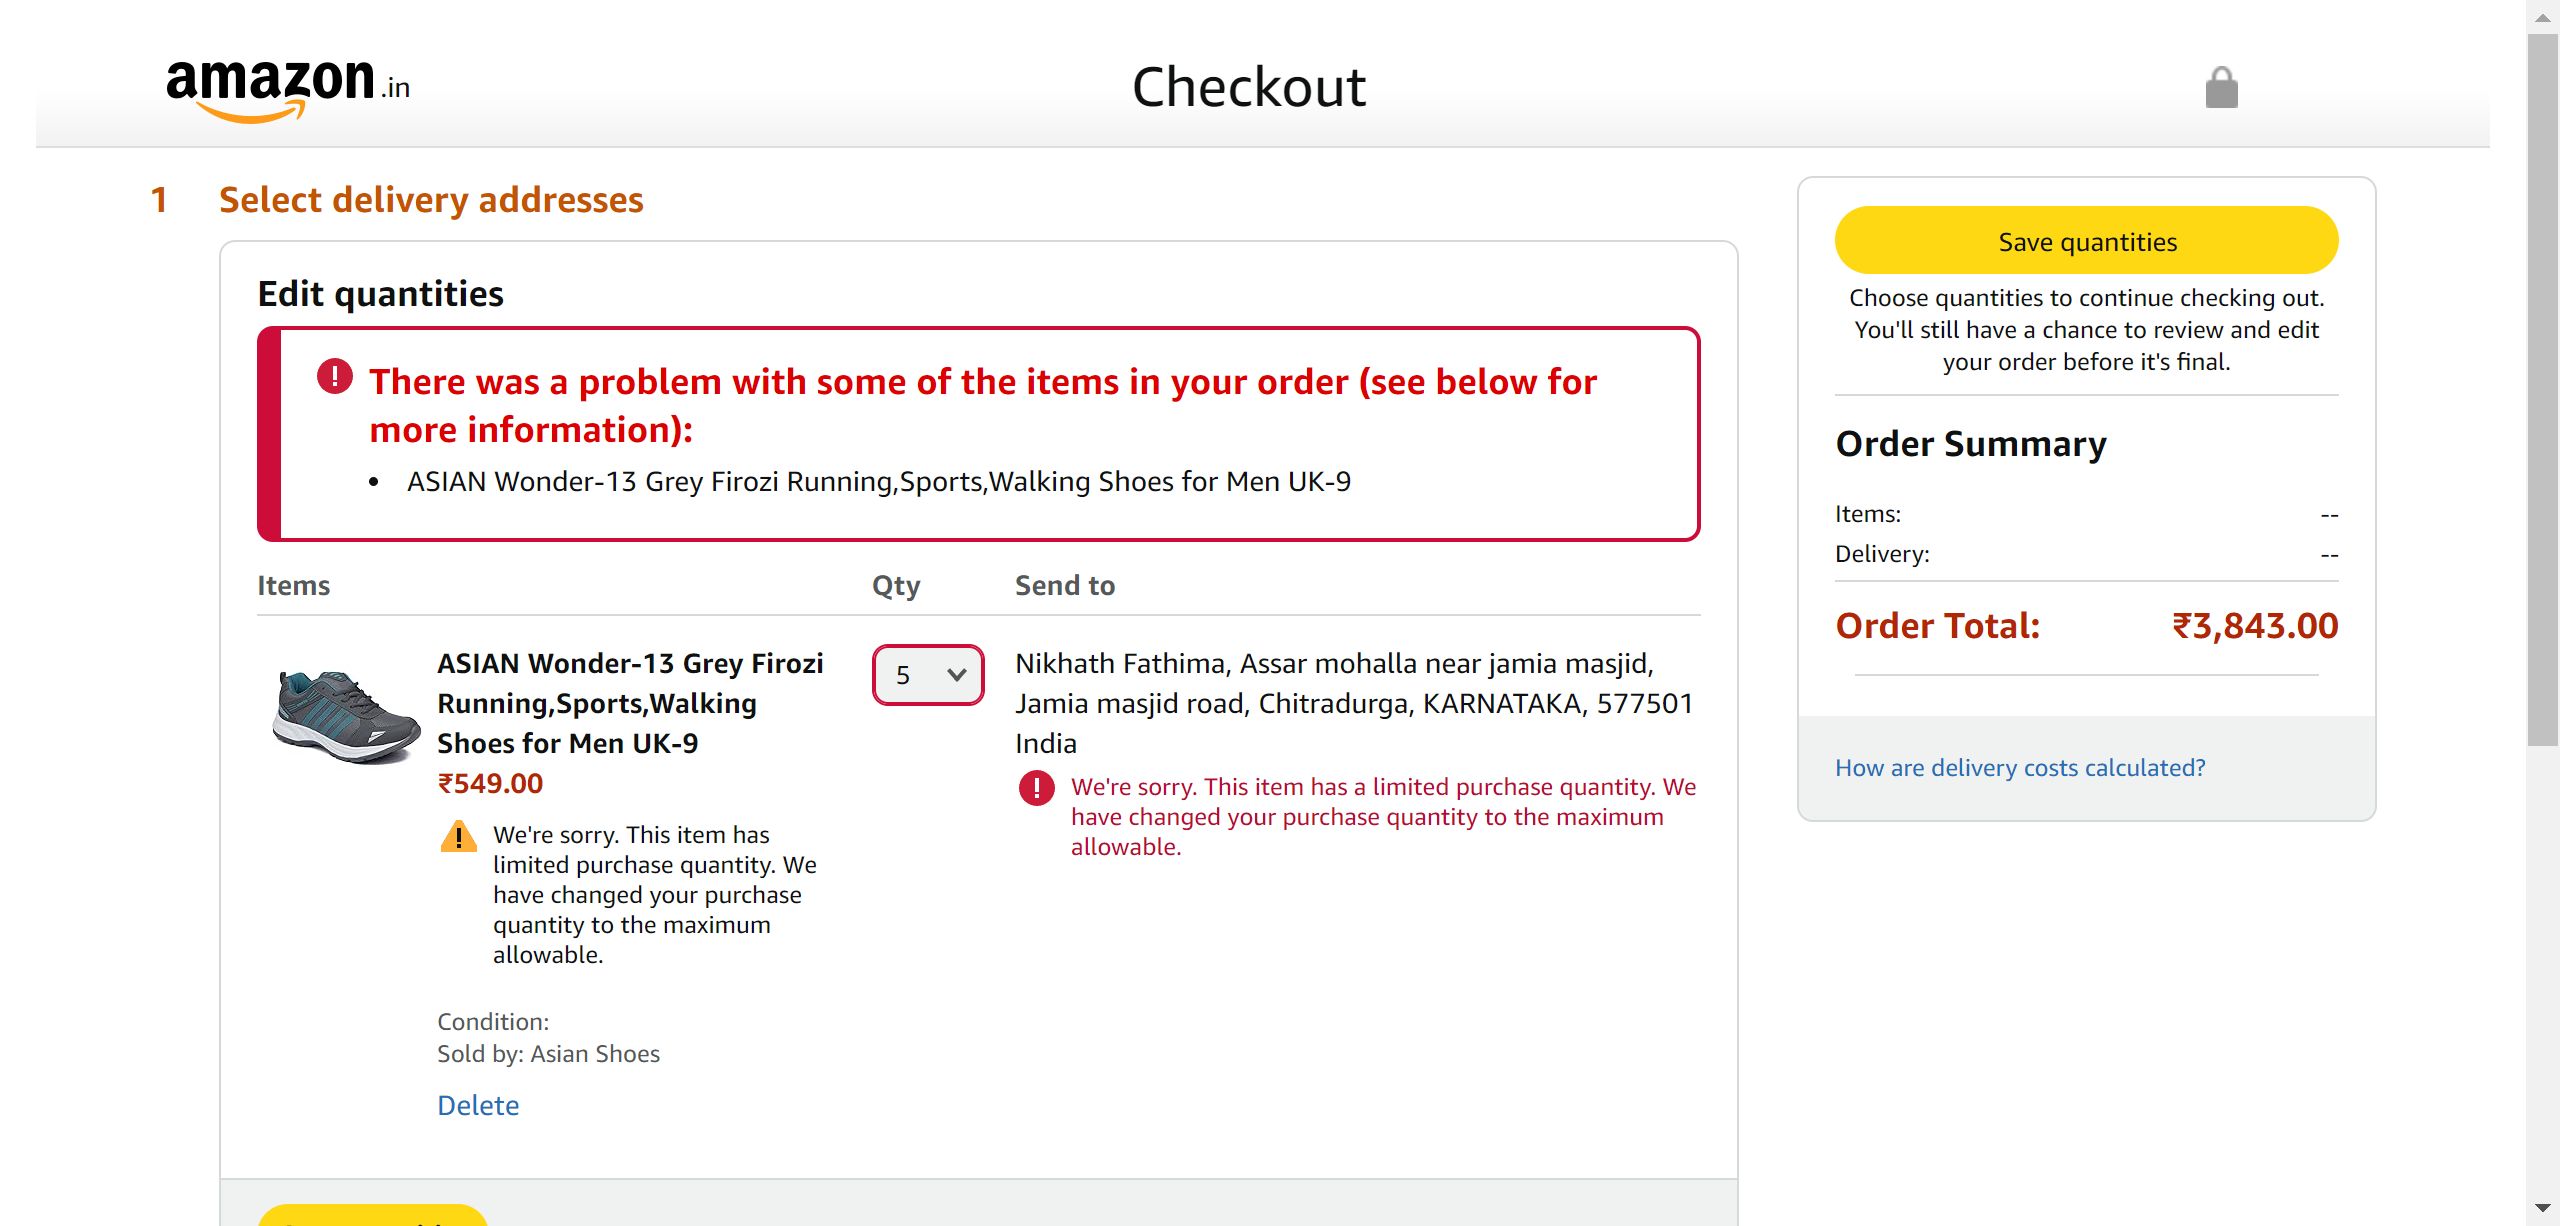 amazon.in
Checkout
1 Select delivery addresses
Edit quantities
There was a problem with some of the items in your order (see below for
more information):
• ASIAN Wonder-13 Grey Firozi Running,Sports,Walking Shoes for Men UK-9
Items Qty Send to
ASIAN Wonder-13 Grey Firozi
Running,Sports,Walking
Shoes for Men UK-9
₹549.00
We're sorry. This item has
limited purchase quantity. We
have changed your purchase
quantity to the maximum
allowable.
Condition:
Sold by: Asian Shoes
Delete
5
Nikhath Fathima, Assar mohalla near jamia masjid,
Jamia masjid road, Chitradurga, KARNATAKA, 577501
India
We're sorry. This item has a limited purchase quantity. We
have changed your purchase quantity to the maximum
allowable.
Save quantities
Choose quantities to continue checking out.
You'll still have a chance to review and edit
your order before it's final.
Order Summary
Items: --
Delivery: --
Order Total: ₹3,843.00
How are delivery costs calculated?